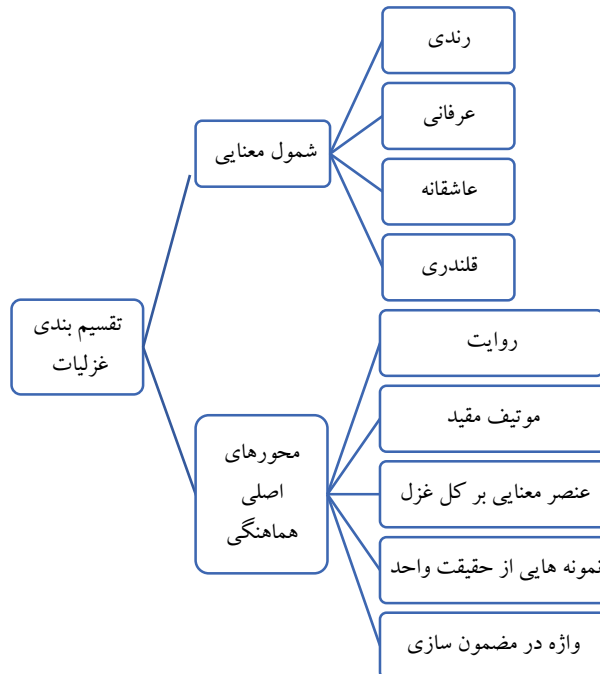 تقسیم بندی
غزلیات
شمول معنایی
رندی
عرفانی
عاشقانه
قلندری
محورهای
اصلی
هماهنگی
روایت
موتیف مقید
عنصر معنایی بر کل غزل
نمونه هایی از حقیقت واحد
واژه در مضمون سازی